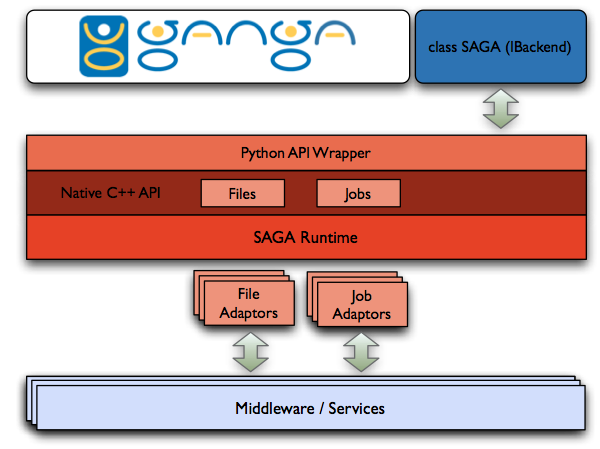 ganga
class SAGA (IBackend)
Python API Wrapper
Native C++ API
Files
Jobs
SAGA Runtime
File
Adaptors
Job
Adaptors
Middleware / Services